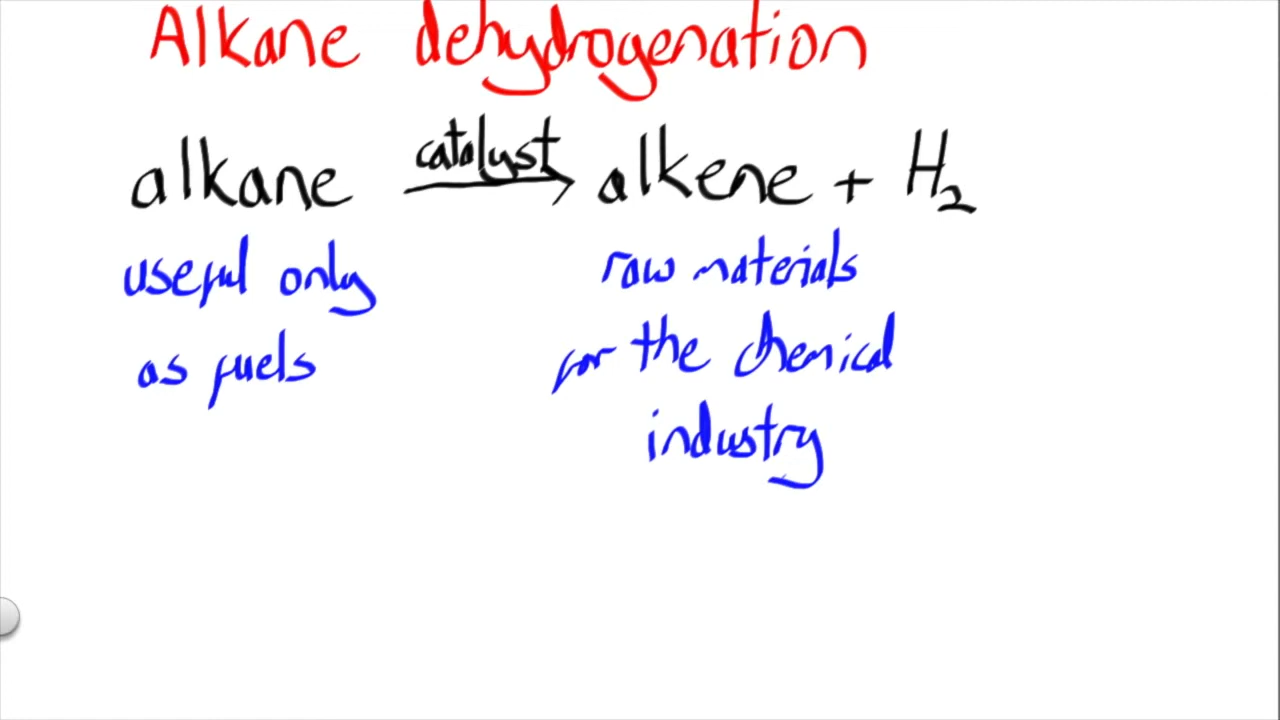 Alkane dehydrogenation
catalyst
alkane → alkene + H₂
useful only
as fuels
raw materials
for the chemical
industry